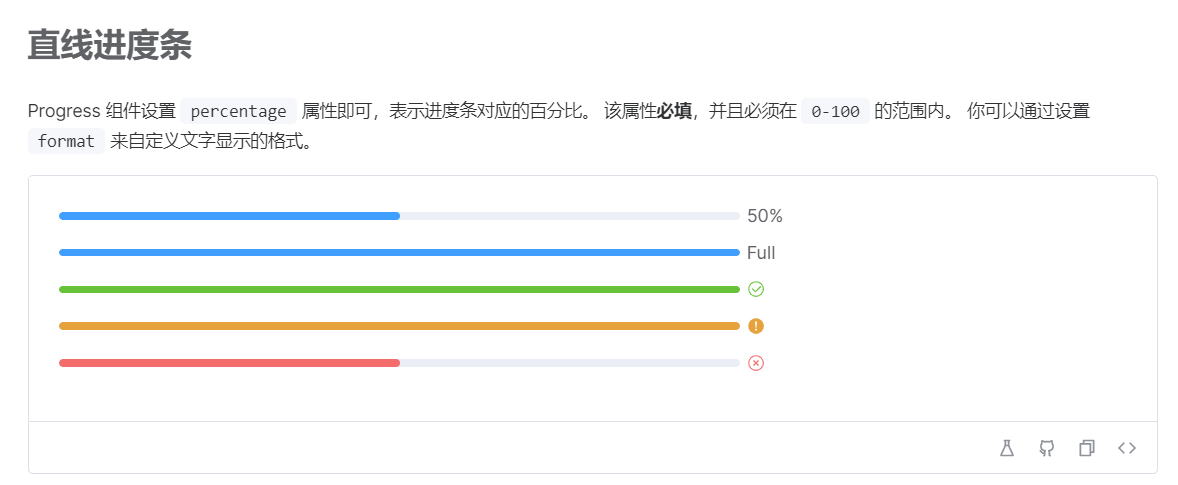 直线进度条
Progress 组件设置 percentage 属性即可，表示进度条对应的百分比。 该属性必填，并且必须在 0-100 的范围内。 你可以通过设置
format 来自定义文字显示的格式。
50%
Full